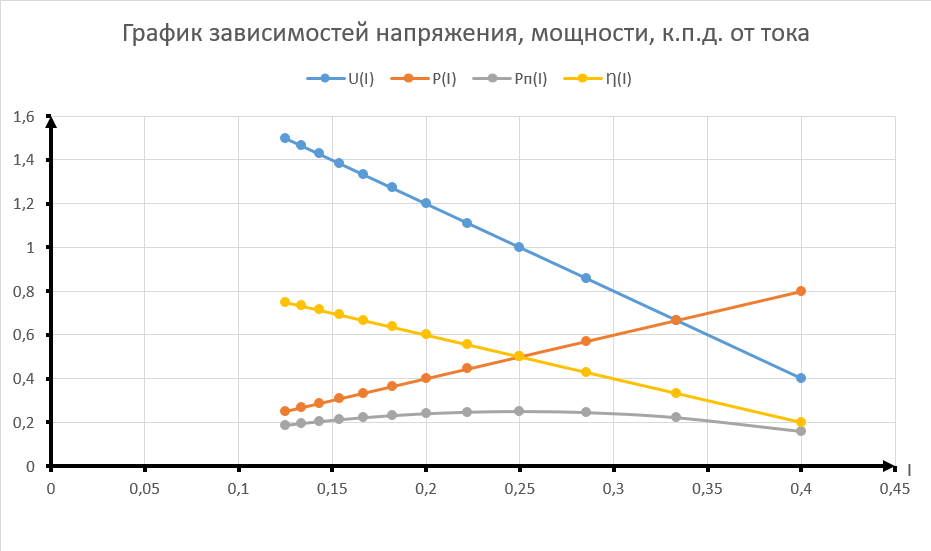 График зависимостей напряжения, мощности, к.п.д. от тока
U(I) P(I) Pп(I) Ƞ(I)
1,6
1,4
1,2
1
0,8
0,6
0,4
0,2
0
I
0 0,05 0,1 0,15 0,2 0,25 0,3 0,35 0,4 0,45